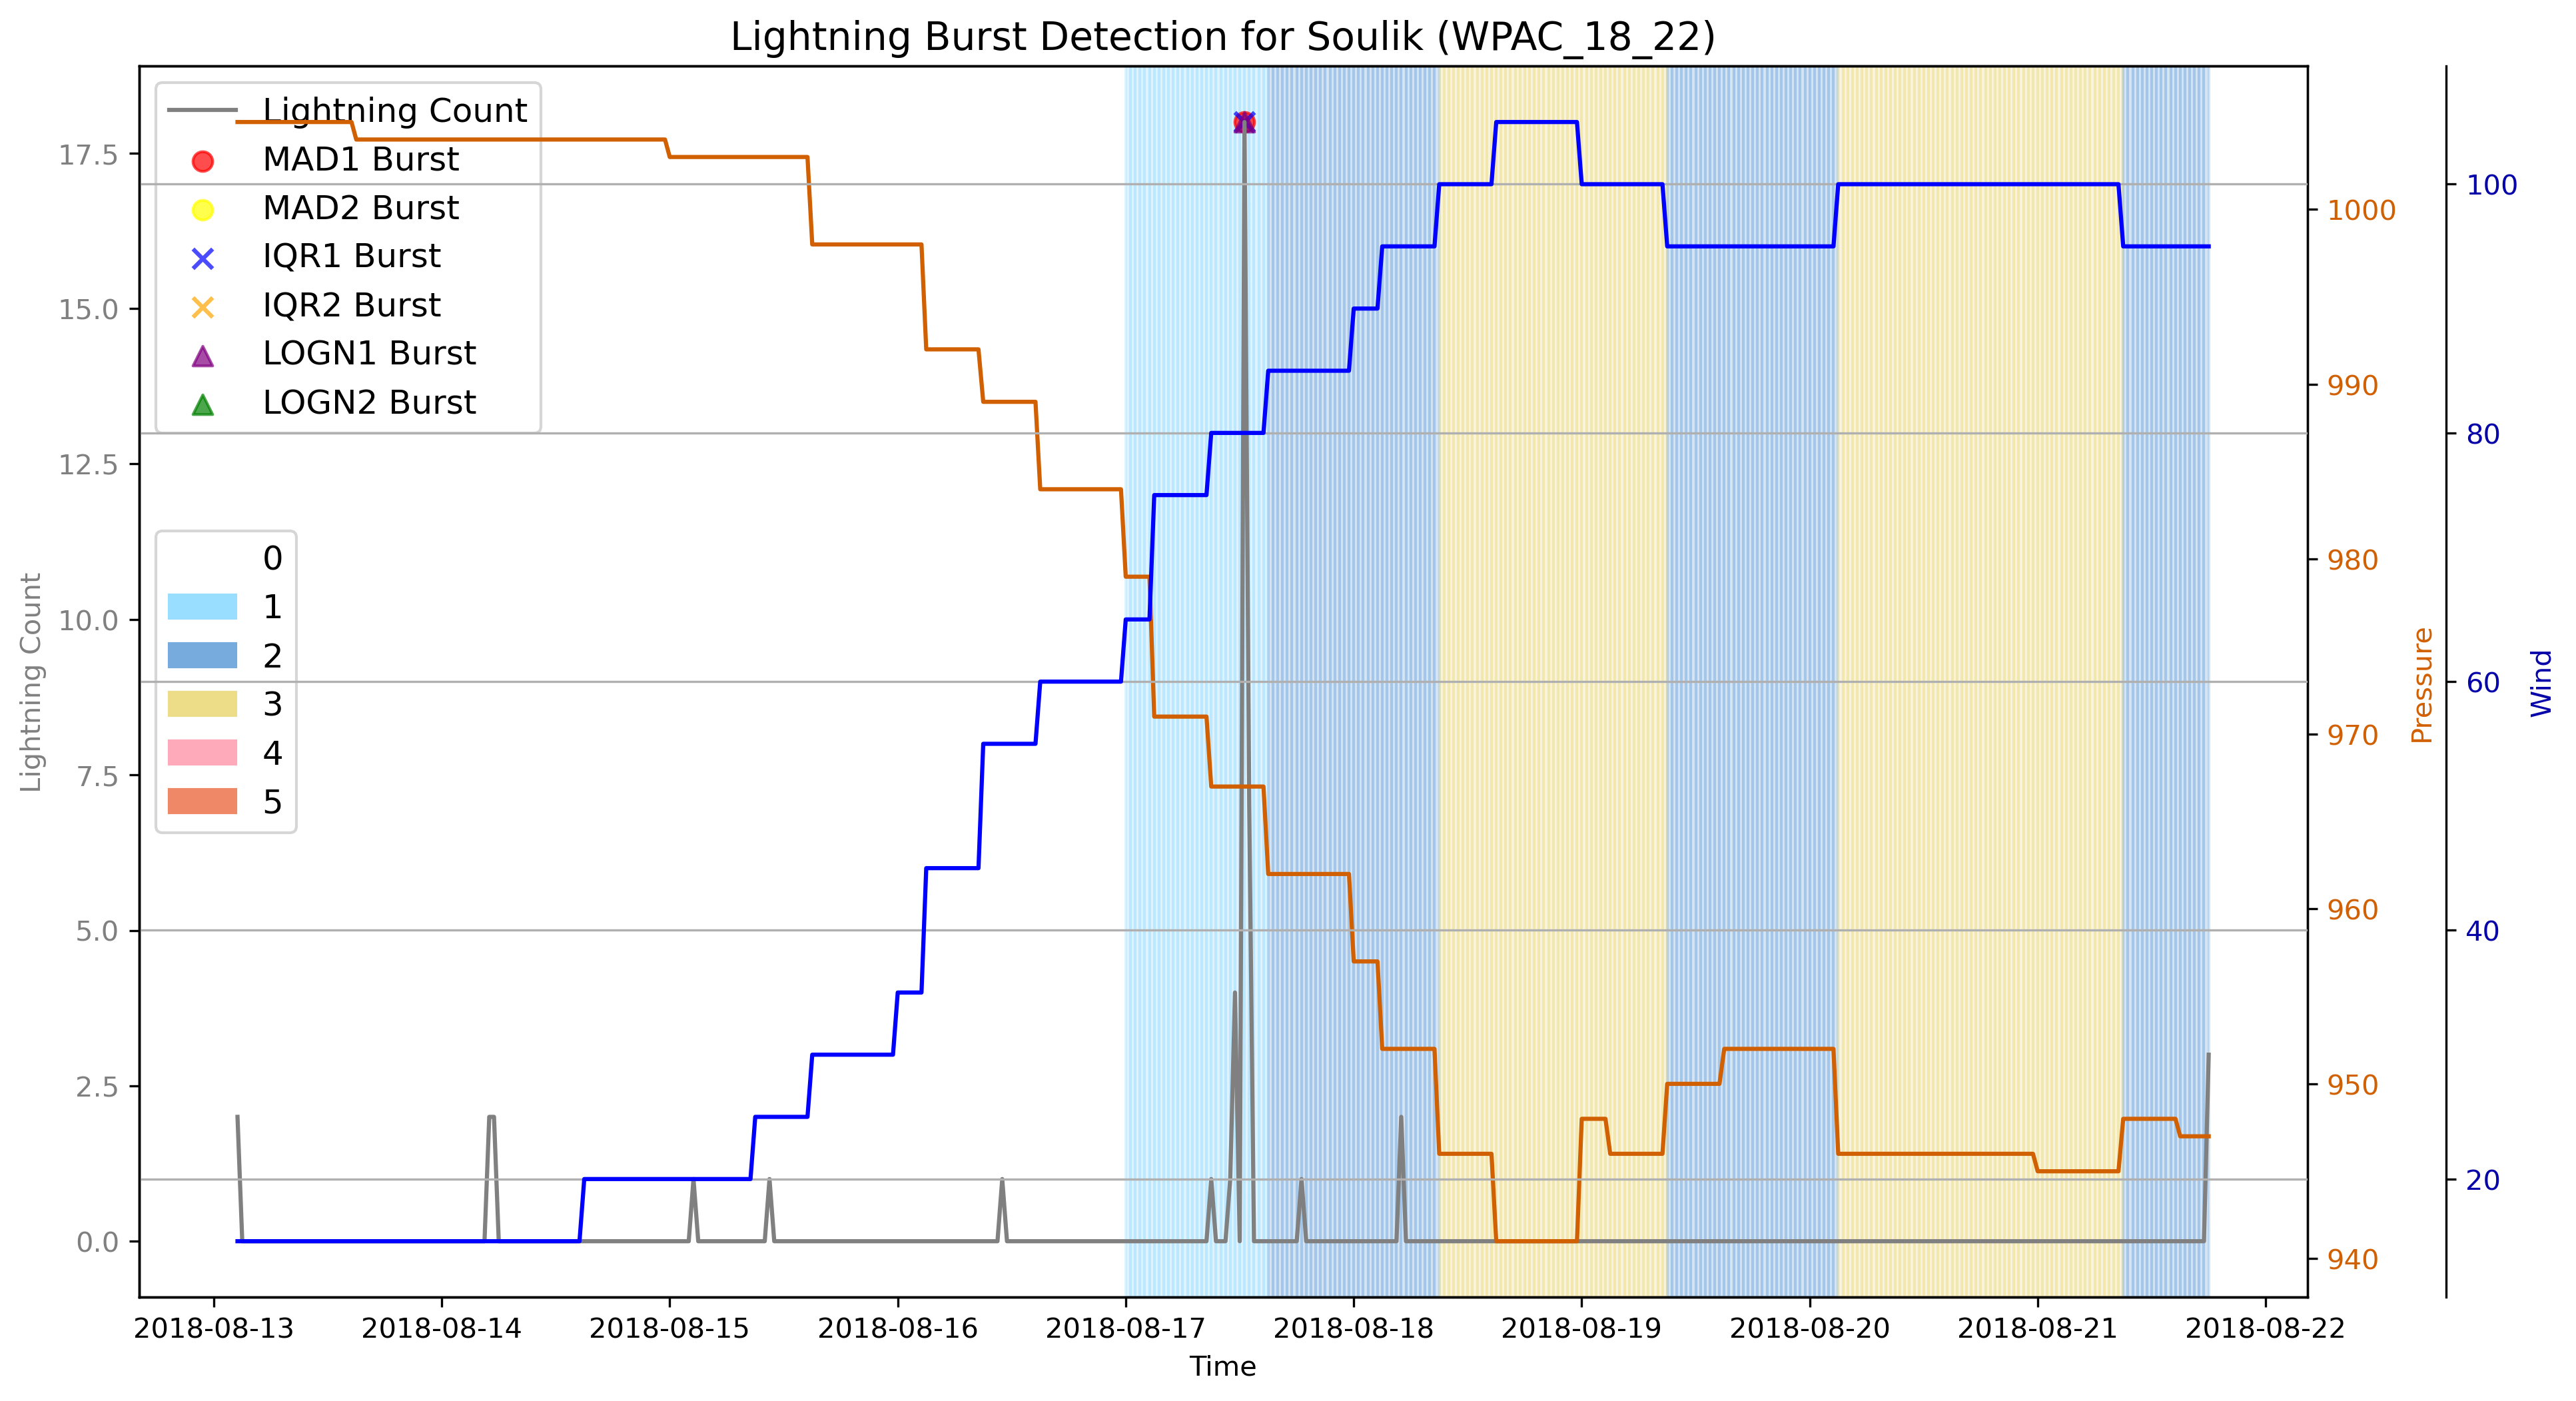 Lightning Burst Detection for Soulik (WPAC_18_22)
Lightning Count
MAD1 Burst
MAD2 Burst
IQR1 Burst
IQR2 Burst
LOGN1 Burst
LOGN2 Burst
0
1
2
3
4
5
Lightning Count
17.5
15.0
12.5
10.0
7.5
5.0
2.5
0.0
1000
990
980
970
960
950
940
Pressure
100
80
60
40
20
Wind
2018-08-13 2018-08-14 2018-08-15 2018-08-16 2018-08-17 2018-08-18 2018-08-19 2018-08-20 2018-08-21 2018-08-22
Time